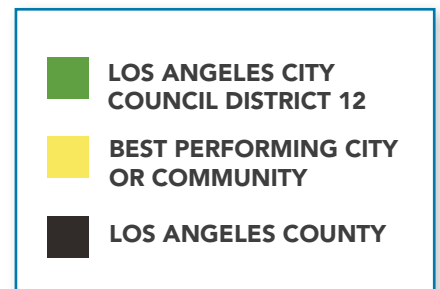 LOS ANGELES CITY
COUNCIL DISTRICT 12
BEST PERFORMING CITY
OR COMMUNITY
LOS ANGELES COUNTY